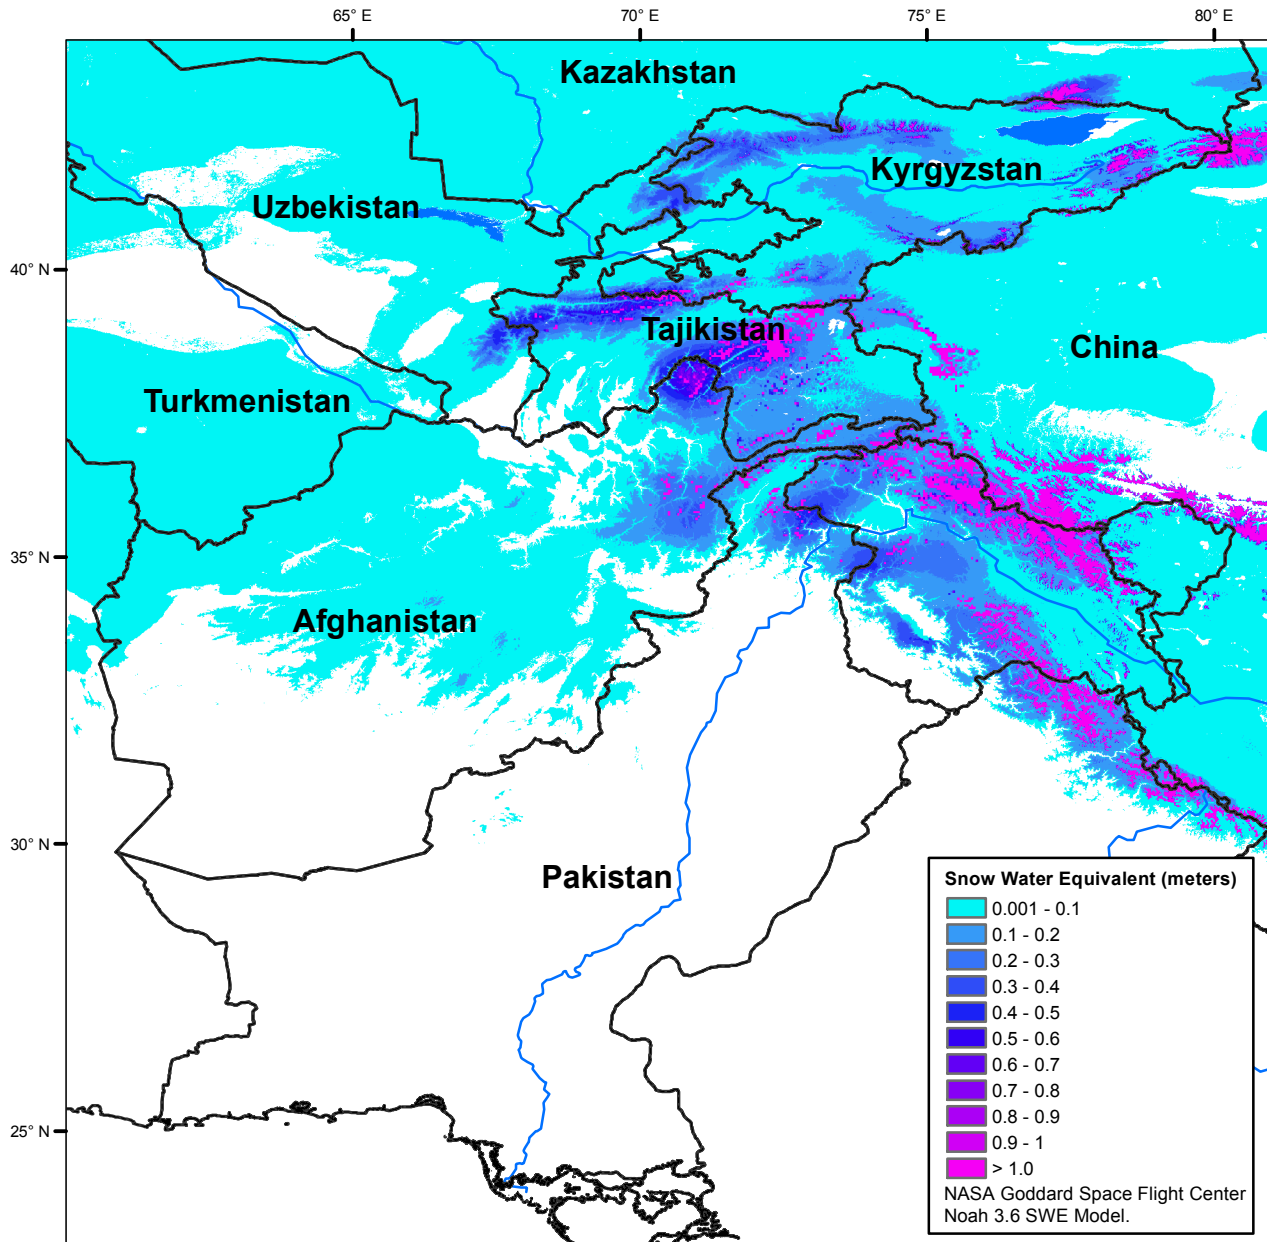 65° E
70° E
75° E
80° E
Kazakhstan
Kyrgyzstan
Uzbekistan
40° N
Tajikistan
China
Turkmenistan
35° N
Afghanistan
30° N
Pakistan
25° N
Snow Water Equivalent (meters)
0.001 - 0.1
0.1 - 0.2
0.2 - 0.3
0.3 - 0.4
0.4 - 0.5
0.5 - 0.6
0.6 - 0.7
0.7 - 0.8
0.8 - 0.9
0.9 - 1
> 1.0
NASA Goddard Space Flight Center
Noah 3.6 SWE Model.